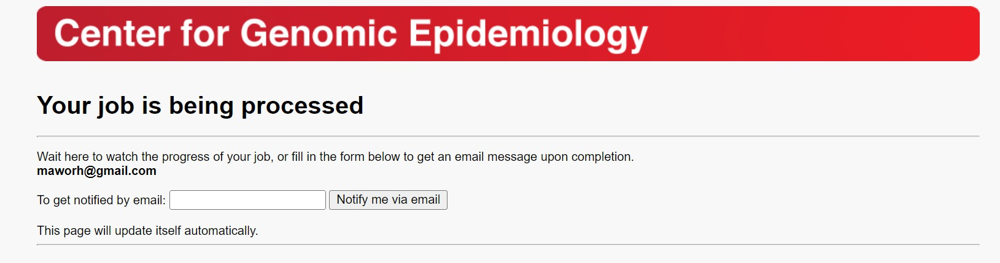 Center for Genomic Epidemiology
Your job is being processed
Wait here to watch the progress of your job, or fill in the form below to get an email message upon completion.
maworh@gmail.com
To get notified by email: Notify me via email
This page will update itself automatically.